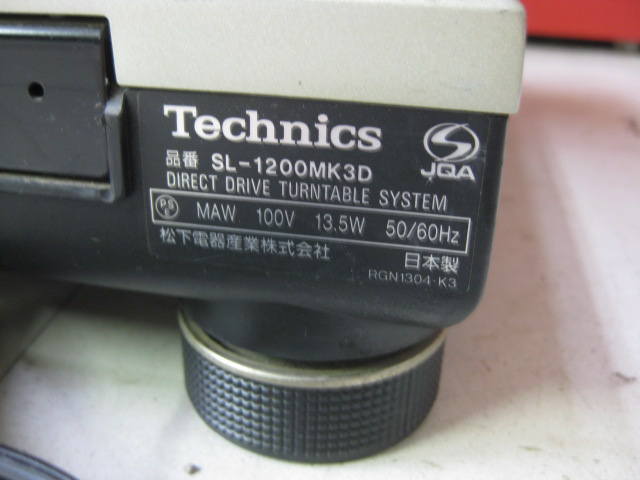 Technics
品番 SL-1200MK3D
JQA
DIRECT DRIVE TURNTABLE SYSTEM
PS E MAW 100V 13.5W 50/60Hz
松下電器産業株式会社 日本製
RGN1304-K3